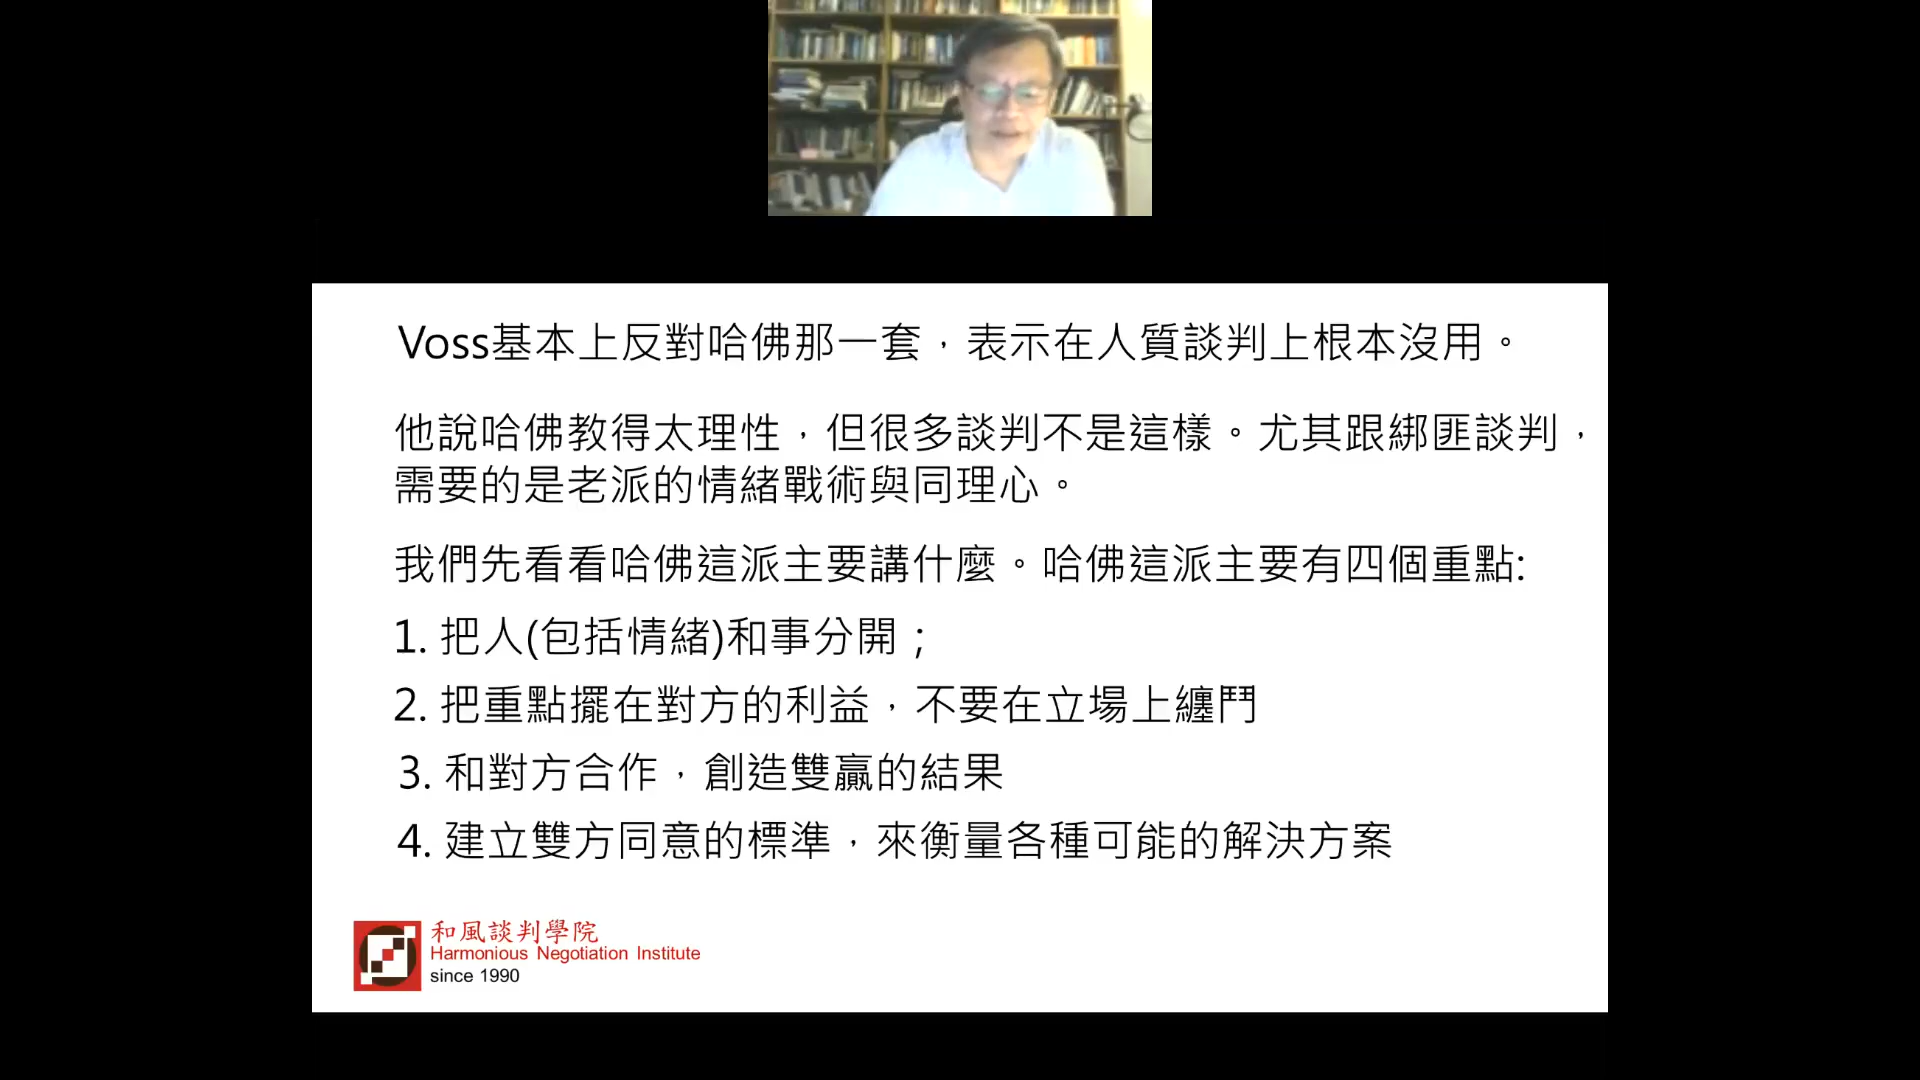 Voss基本上反對哈佛那一套，表示在人質談判上根本沒用。
他說哈佛教得太理性，但很多談判不是這樣。尤其跟綁匪談判，
需要的是老派的情緒戰術與同理心。
我們先看看哈佛這派主要講什麼。哈佛這派主要有四個重點:
1. 把人(包括情緒)和事分開；
2. 把重點擺在對方的利益，不要在立場上纏鬥
3. 和對方合作，創造雙贏的結果
4. 建立雙方同意的標準，來衡量各種可能的解決方案
和風談判學院
Harmonious Negotiation Institute
since 1990